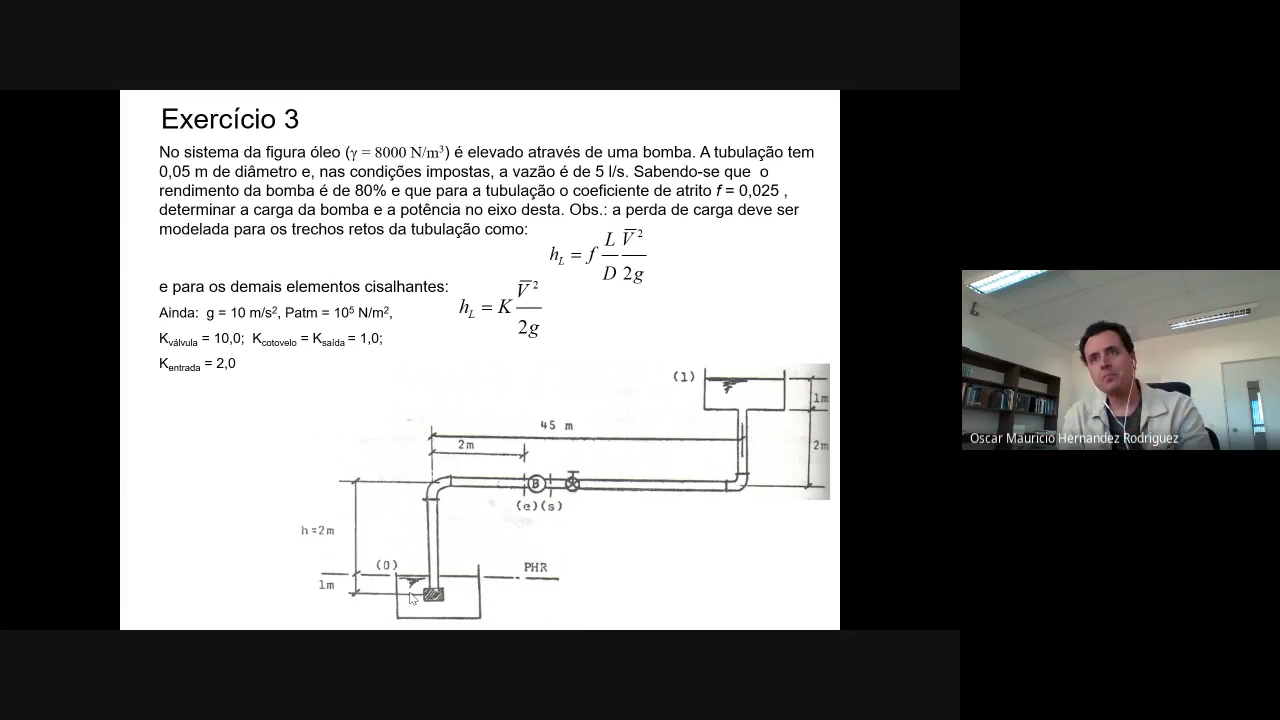 Exercício 3
No sistema da figura óleo (γ = 8000 N/m³) é elevado através de uma bomba. A tubulação tem
0,05 m de diâmetro e, nas condições impostas, a vazão é de 5 l/s. Sabendo-se que o
rendimento da bomba é de 80% e que para a tubulação o coeficiente de atrito f = 0,025 ,
determinar a carga da bomba e a potência no eixo desta. Obs.: a perda de carga deve ser
modelada para os trechos retos da tubulação como:
h_L = f L/D V̅²/2g
e para os demais elementos cisalhantes:
h_L = K V̅²/2g
Ainda: g = 10 m/s², Patm = 10⁵ N/m²,
Kválvula = 10,0; Kcotovelo = Ksaída = 1,0;
Kentrada = 2,0
(1)
1m
45 m
2m
2m
B
(e)(s)
h=2m
(0)
PHR
1m
Oscar Mauricio Hernandez Rodriguez